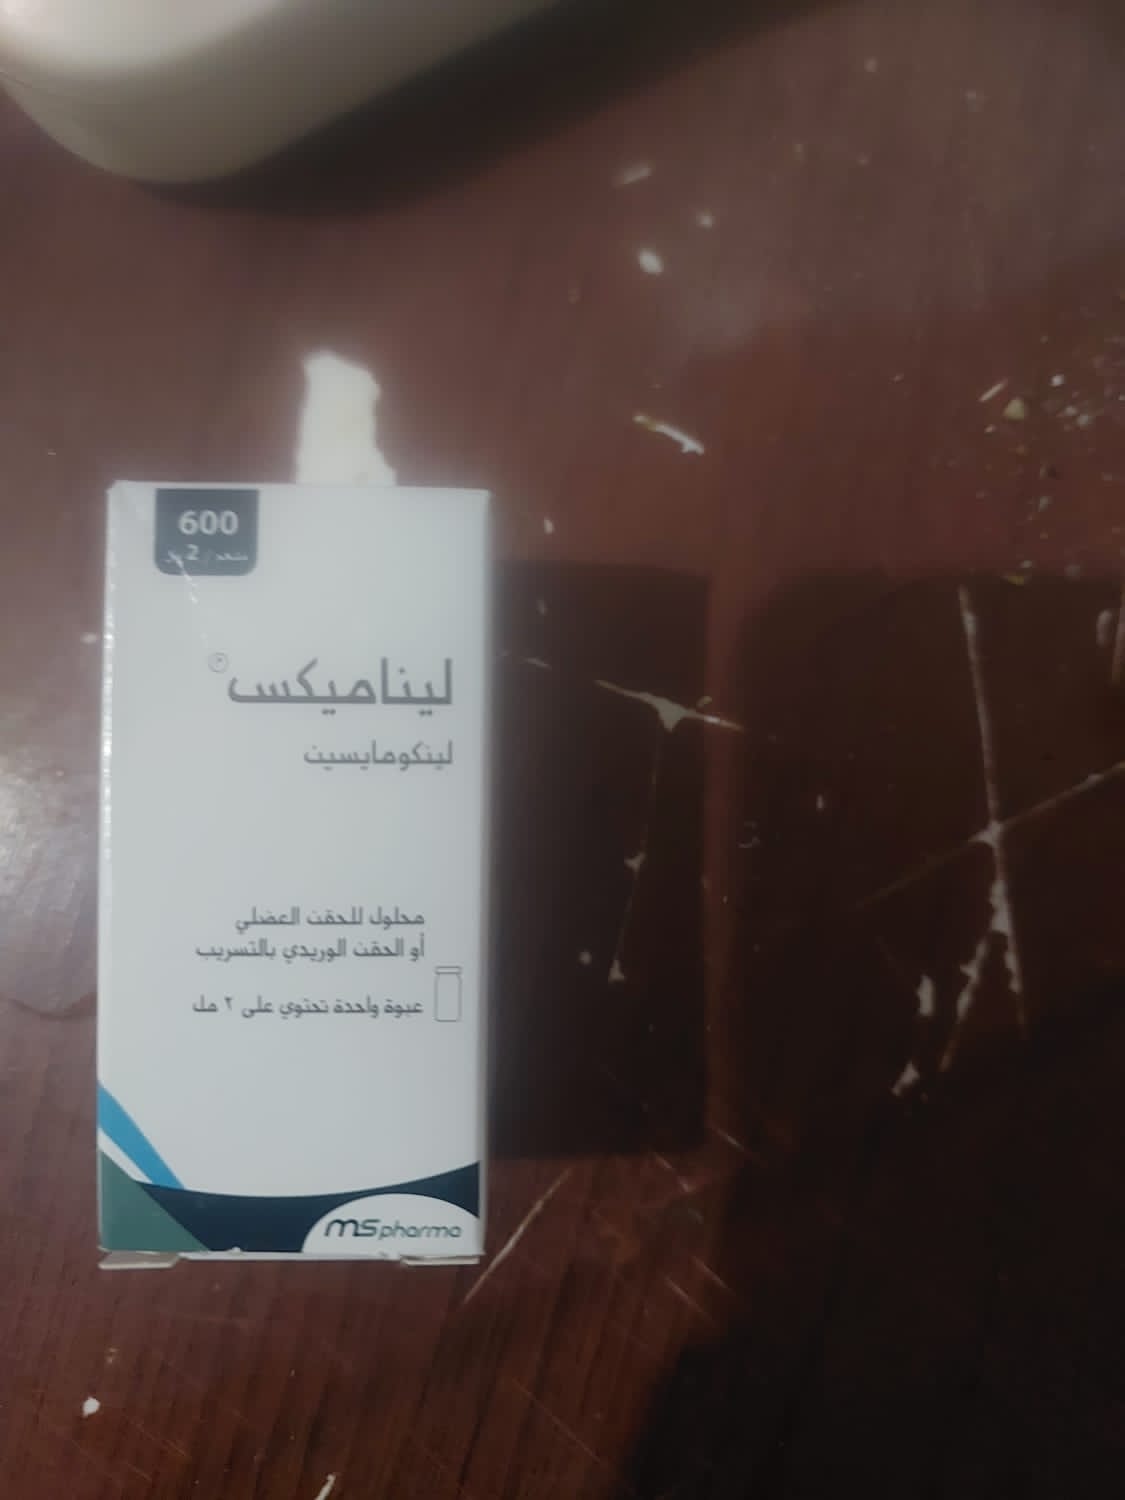 600
ملجم / 2 مل
ليناميكس®
لينكومايسين
محلول للحقن العضلي
أو الحقن الوريدي بالتسريب
عبوة واحدة تحتوي على ٢ مل
MS pharma